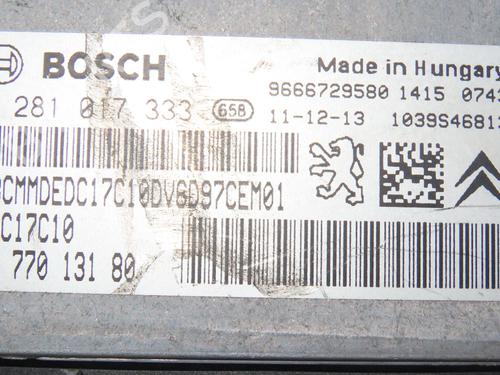 BOSCH
Made in Hungary
281 017 333 658
9666729580 1415 0743
11-12-13 1039S46813
CMMDEDC17C10DV6D97CEM01
C17C10
770 131 80